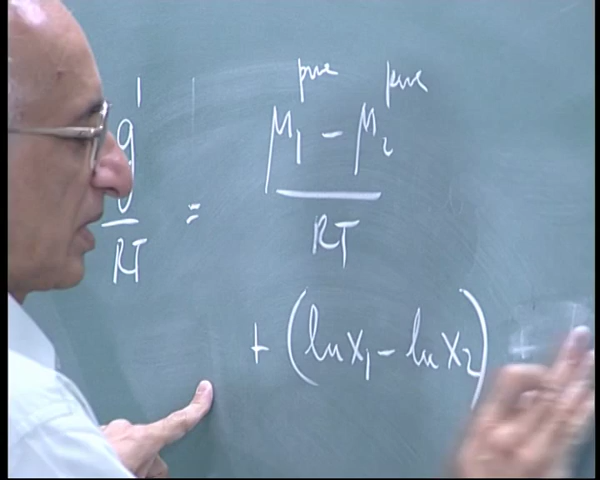 g' / RT = (μ₁^pure − μ₂^pure) / RT
+ (ln x₁ − ln x₂) +